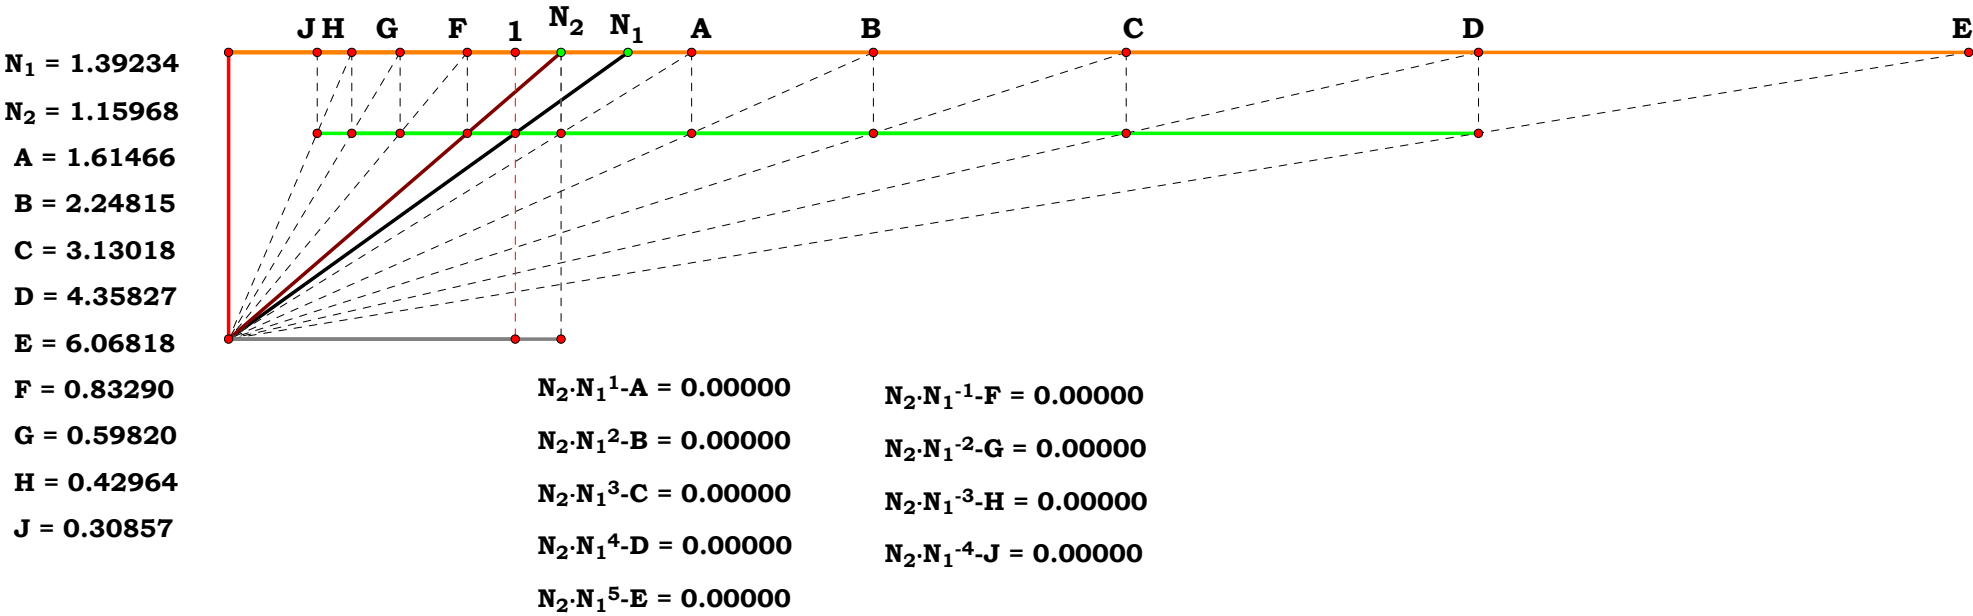 J H G F 1 N₂ N₁ A B C D E
N₁ = 1.39234
N₂ = 1.15968
A = 1.61466
B = 2.24815
C = 3.13018
D = 4.35827
E = 6.06818
F = 0.83290
G = 0.59820
H = 0.42964
J = 0.30857
N₂·N₁¹-A = 0.00000
N₂·N₁²-B = 0.00000
N₂·N₁³-C = 0.00000
N₂·N₁⁴-D = 0.00000
N₂·N₁⁵-E = 0.00000
N₂·N₁⁻¹-F = 0.00000
N₂·N₁⁻²-G = 0.00000
N₂·N₁⁻³-H = 0.00000
N₂·N₁⁻⁴-J = 0.00000